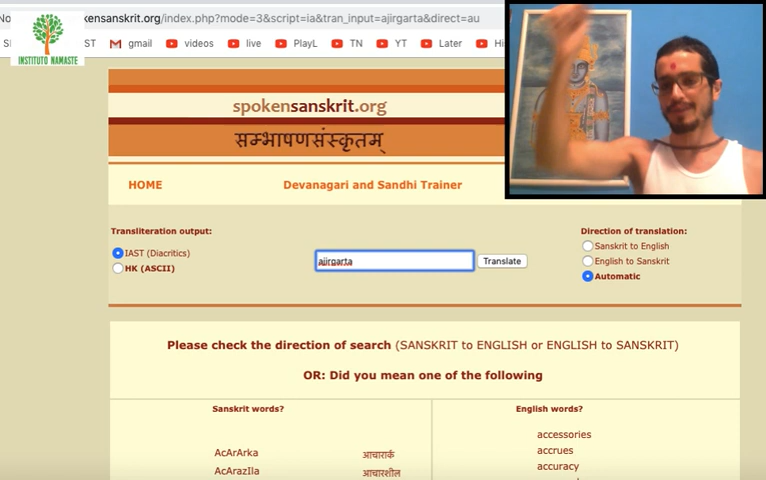 kensanskrit.org/index.php?mode=3&script=ia&tran_input=ajirgarta&direct=au
ST gmail videos live PlayL TN YT Later
INSTITUTO NAMASTE
spokensanskrit.org
सम्भाषणसंस्कृतम्
HOME Devanagari and Sandhi Trainer
Transliteration output:
IAST (Diacritics)
HK (ASCII)
ajirgarta
Translate
Direction of translation:
Sanskrit to English
English to Sanskrit
Automatic
Please check the direction of search (SANSKRIT to ENGLISH or ENGLISH to SANSKRIT)
OR: Did you mean one of the following
Sanskrit words? English words?
AcArArka आचारार्क
AcArazIla आचारशील
accessories
accrues
accuracy